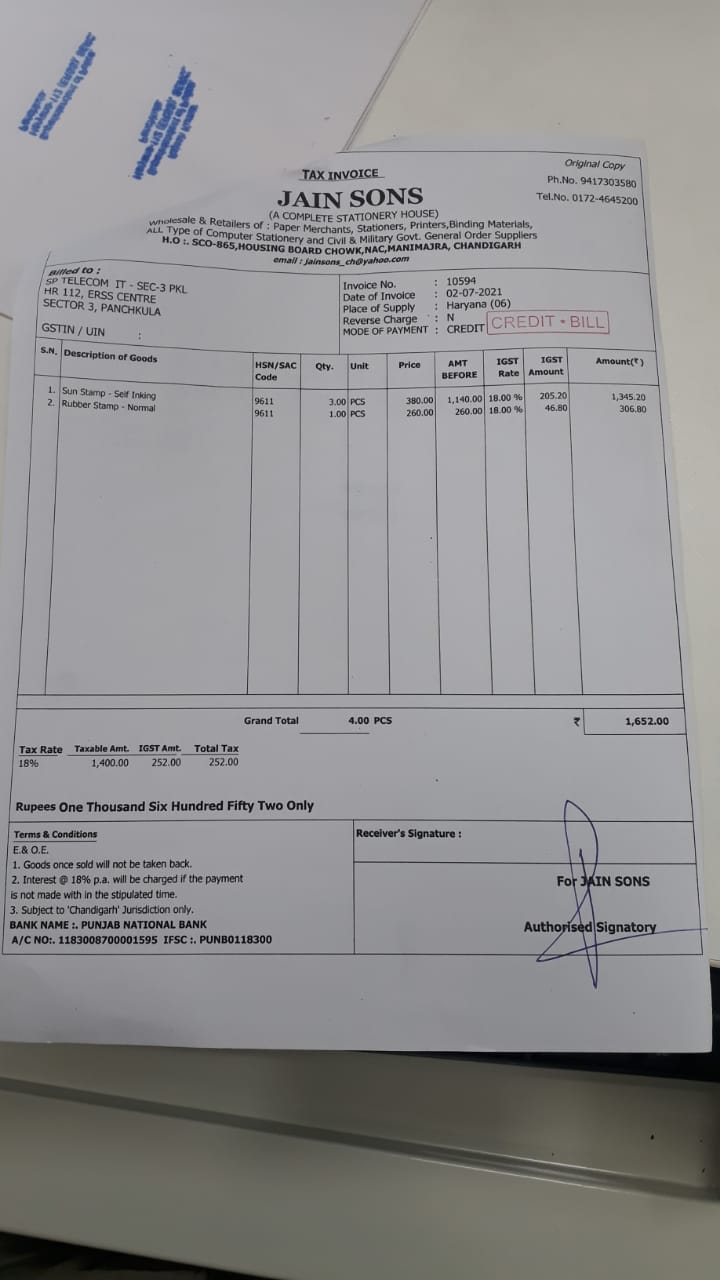 Original Copy
TAX INVOICE
Ph.No. 9417303580
JAIN SONS
Tel.No. 0172-4645200
(A COMPLETE STATIONERY HOUSE)
Wholesale & Retailers of : Paper Merchants, Stationers, Printers,Binding Materials,
ALL Type of Computer Stationery and Civil & Military Govt. General Order Suppliers
H.O :. SCO-865,HOUSING BOARD CHOWK,NAC,MANIMAJRA, CHANDIGARH
email : jainsons_ch@yahoo.com
Billed to :
SP TELECOM IT - SEC-3 PKL
HR 112, ERSS CENTRE
SECTOR 3, PANCHKULA
GSTIN / UIN :
Invoice No. : 10594
Date of Invoice : 02-07-2021
Place of Supply : Haryana (06)
Reverse Charge : N
MODE OF PAYMENT : CREDIT
CREDIT - BILL
S.N. Description of Goods HSN/SAC Code Qty. Unit Price AMT BEFORE IGST Rate IGST Amount Amount(₹)
1. Sun Stamp - Self Inking 9611 3.00 PCS 380.00 1,140.00 18.00 % 205.20 1,345.20
2. Rubber Stamp - Normal 9611 1.00 PCS 260.00 260.00 18.00 % 46.80 306.80
Grand Total 4.00 PCS ₹ 1,652.00
Tax Rate Taxable Amt. IGST Amt. Total Tax
18% 1,400.00 252.00 252.00
Rupees One Thousand Six Hundred Fifty Two Only
Terms & Conditions
E.& O.E.
1. Goods once sold will not be taken back.
2. Interest @ 18% p.a. will be charged if the payment
is not made with in the stipulated time.
3. Subject to 'Chandigarh' Jurisdiction only.
BANK NAME :. PUNJAB NATIONAL BANK
A/C NO:. 1183008700001595 IFSC :. PUNB0118300
Receiver's Signature :
For JAIN SONS
Authorised Signatory